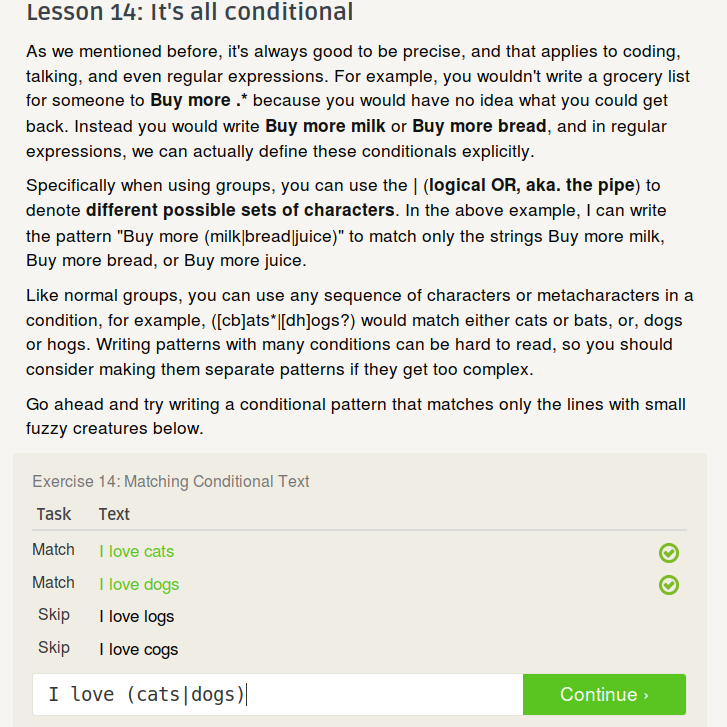 Lesson 14: It's all conditional
As we mentioned before, it's always good to be precise, and that applies to coding,
talking, and even regular expressions. For example, you wouldn't write a grocery list
for someone to Buy more .* because you would have no idea what you could get
back. Instead you would write Buy more milk or Buy more bread, and in regular
expressions, we can actually define these conditionals explicitly.
Specifically when using groups, you can use the | (logical OR, aka. the pipe) to
denote different possible sets of characters. In the above example, I can write
the pattern "Buy more (milk|bread|juice)" to match only the strings Buy more milk,
Buy more bread, or Buy more juice.
Like normal groups, you can use any sequence of characters or metacharacters in a
condition, for example, ([cb]ats*|[dh]ogs?) would match either cats or bats, or, dogs
or hogs. Writing patterns with many conditions can be hard to read, so you should
consider making them separate patterns if they get too complex.
Go ahead and try writing a conditional pattern that matches only the lines with small
fuzzy creatures below.
Exercise 14: Matching Conditional Text
Task Text
Match I love cats
Match I love dogs
Skip I love logs
Skip I love cogs
I love (cats|dogs) Continue ›